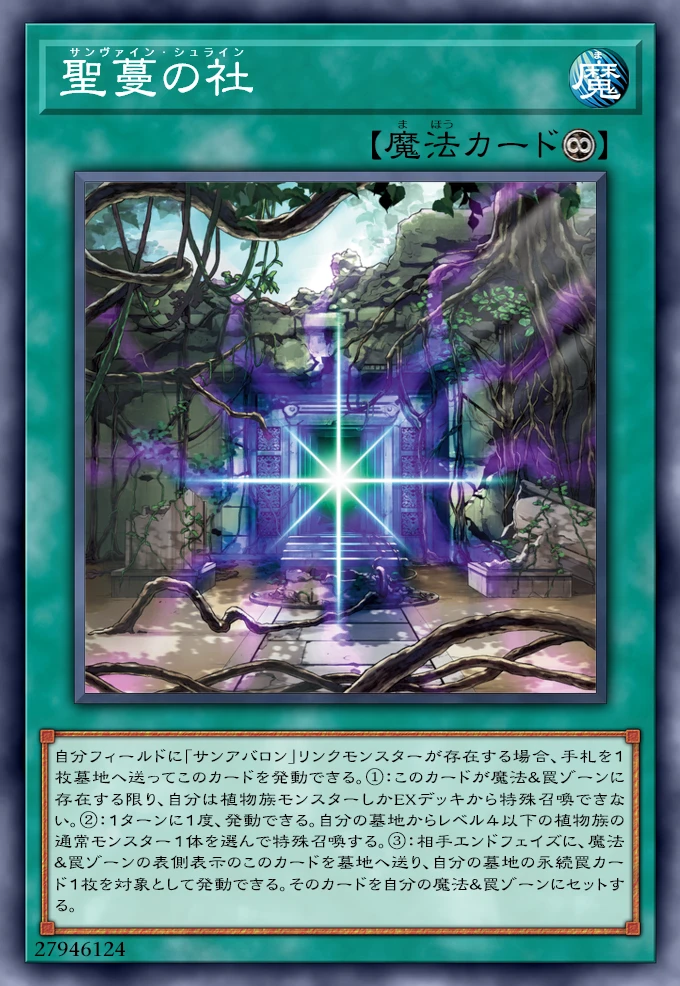 サンヴァイン・シュライン
聖蔓の社
ま
魔
ま ほう
【魔法カード】
自分フィールドに「サンアバロン」リンクモンスターが存在する場合、手札を1
枚墓地へ送ってこのカードを発動できる。①:このカードが魔法&罠ゾーンに
存在する限り、自分は植物族モンスターしかEXデッキから特殊召喚できな
い。②:1ターンに1度、発動できる。自分の墓地からレベル4以下の植物族の
通常モンスター1体を選んで特殊召喚する。③:相手エンドフェイズに、魔法
&罠ゾーンの表側表示のこのカードを墓地へ送り、自分の墓地の永続罠カー
ド1枚を対象として発動できる。そのカードを自分の魔法&罠ゾーンにセットす
る。
27946124